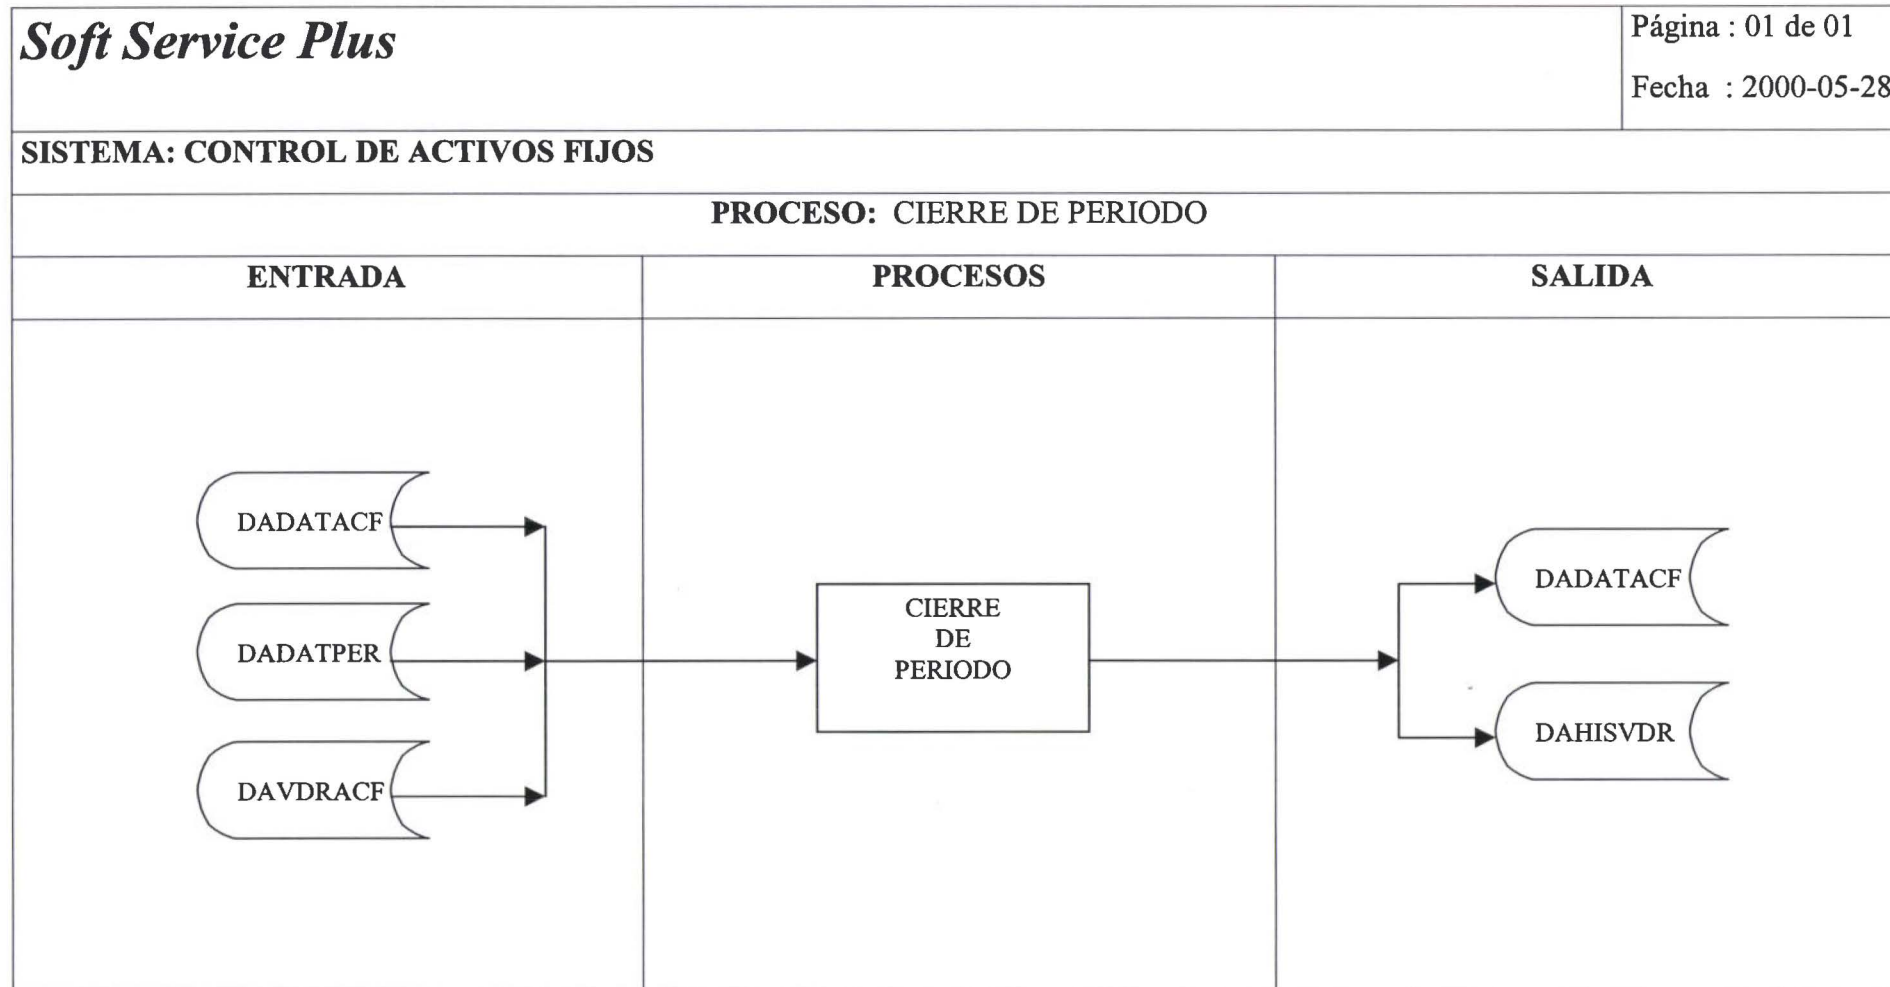 Soft Service Plus
Página : 01 de 01
Fecha : 2000-05-28
SISTEMA: CONTROL DE ACTIVOS FIJOS
PROCESO: CIERRE DE PERIODO
ENTRADA
PROCESOS
SALIDA
DADATACF
DADATPER
DAVDRACF
CIERRE
DE
PERIODO
DADATACF
DAHISVDR